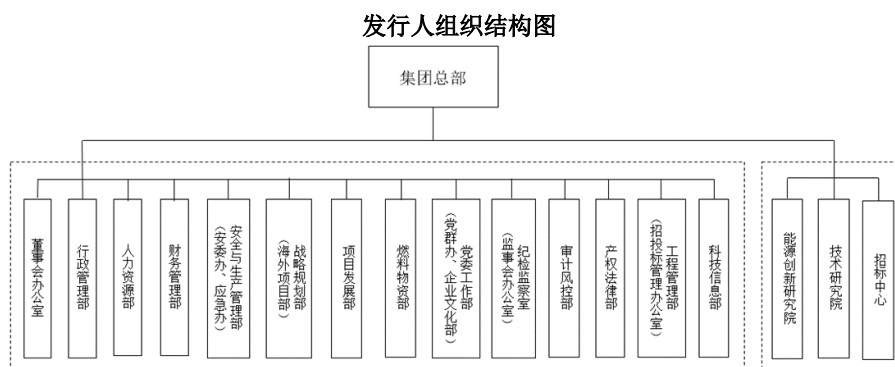 发行人组织结构图
集团总部
董事会办公室
行政管理部
人力资源部
财务管理部
安全与生产管理部
（安委办、应急办）
战略规划部
（海外项目部）
项目发展部
燃料物资部
党委工作部
（党群办、企业文化部）
纪检监察室
（监事会办公室）
审计风控部
产权法律部
工程管理部
（招投标管理办公室）
科技信息部
能源创新研究院
技术研究院
招标中心